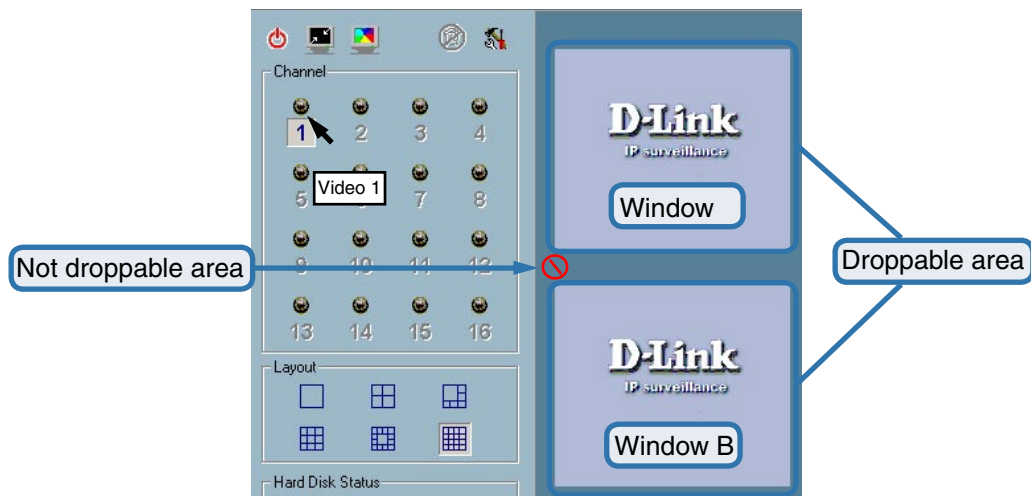 Channel
1 2 3 4
Video 1
5 6 7 8
9 10 11 12
13 14 15 16
Layout
Hard Disk Status
D-Link
IP surveillance
Window
Not droppable area
Droppable area
D-Link
IP surveillance
Window B